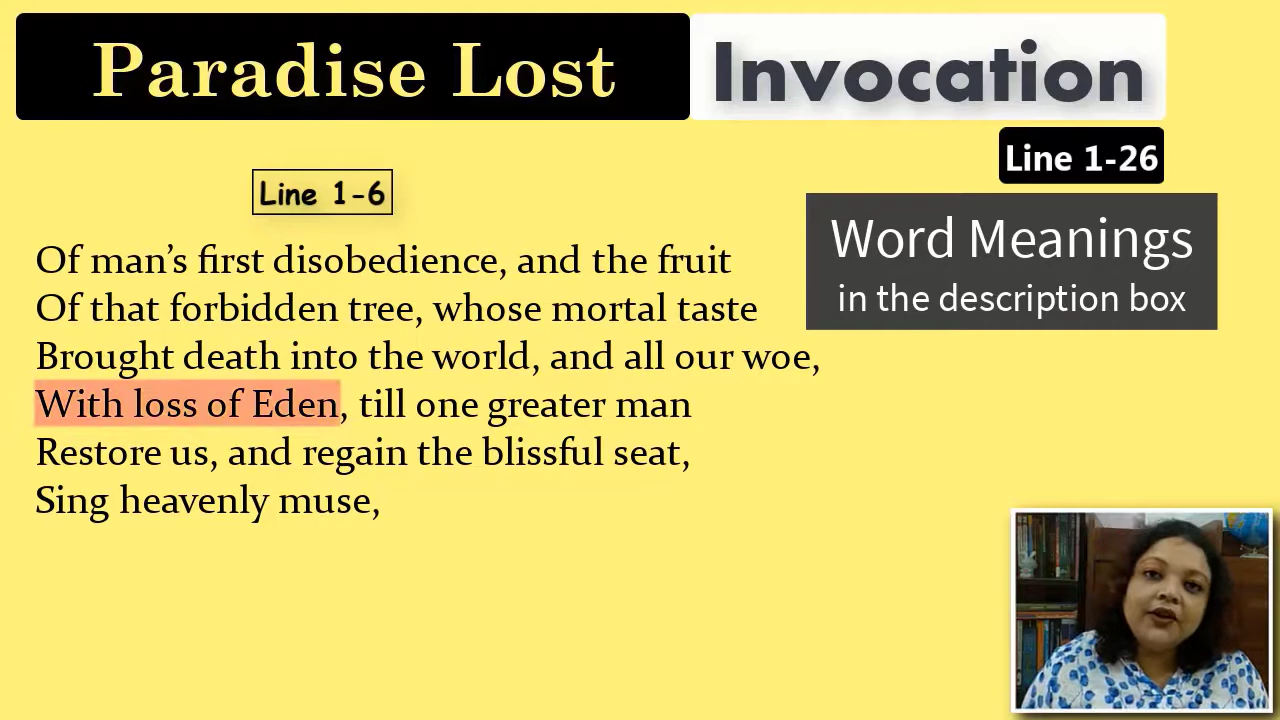 Paradise Lost Invocation
Line 1-26
Line 1-6
Word Meanings
in the description box
Of man’s first disobedience, and the fruit
Of that forbidden tree, whose mortal taste
Brought death into the world, and all our woe,
With loss of Eden, till one greater man
Restore us, and regain the blissful seat,
Sing heavenly muse,